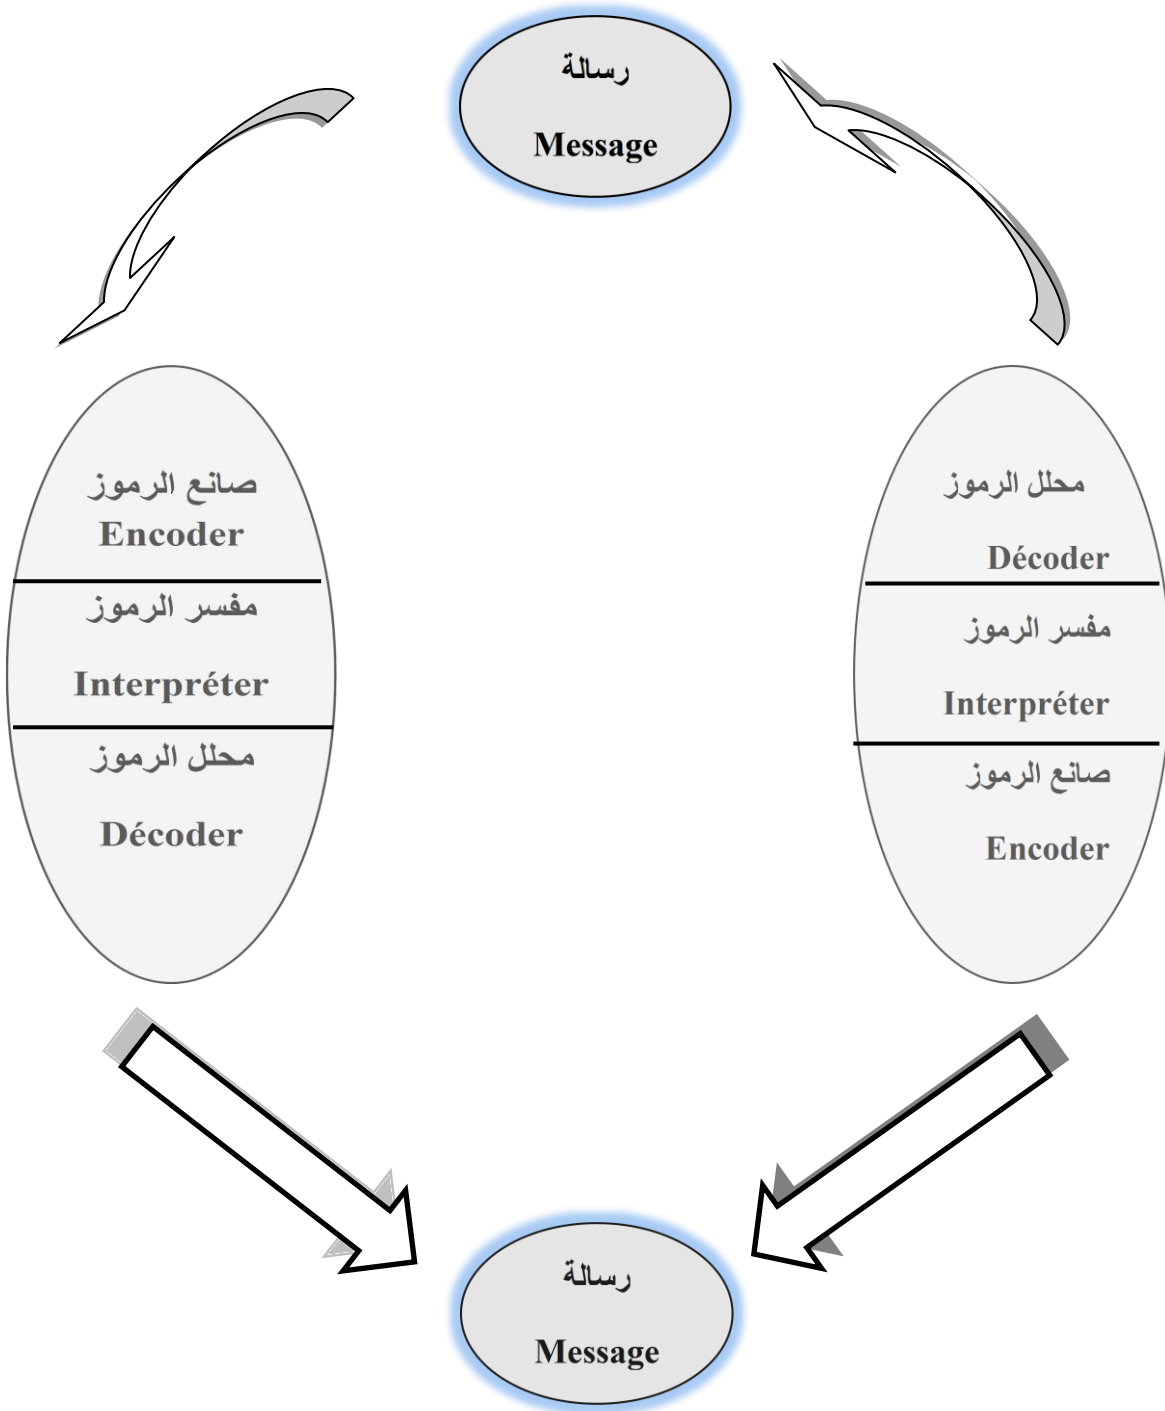 رسالة
Message
صانع الرموز
Encoder
مفسر الرموز
Interpréter
محلل الرموز
Décoder
محلل الرموز
Décoder
مفسر الرموز
Interpréter
صانع الرموز
Encoder
رسالة
Message